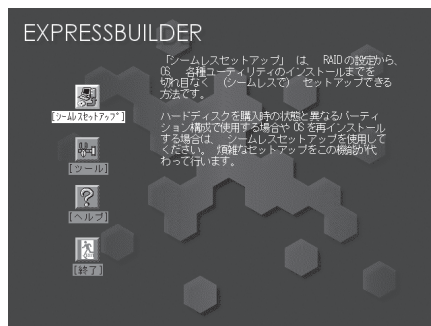 EXPRESSBUILDER
「シームレスセットアップ」 は、 RAIDの設定から、
OS、各種ユーティリティのインストールまでを
切れ目なく （シームレスで） セットアップできる
方法です。
ハードディスクを購入時の状態と異なるパーティ
ション構成で使用する場合や OS を再インストール
する場合は、 シームレスセットアップを使用して
ください。 煩雑なセットアップをこの機能が代
わって行います。
[シームレスセットアップ]
[ツール]
[ヘルプ]
[終了]